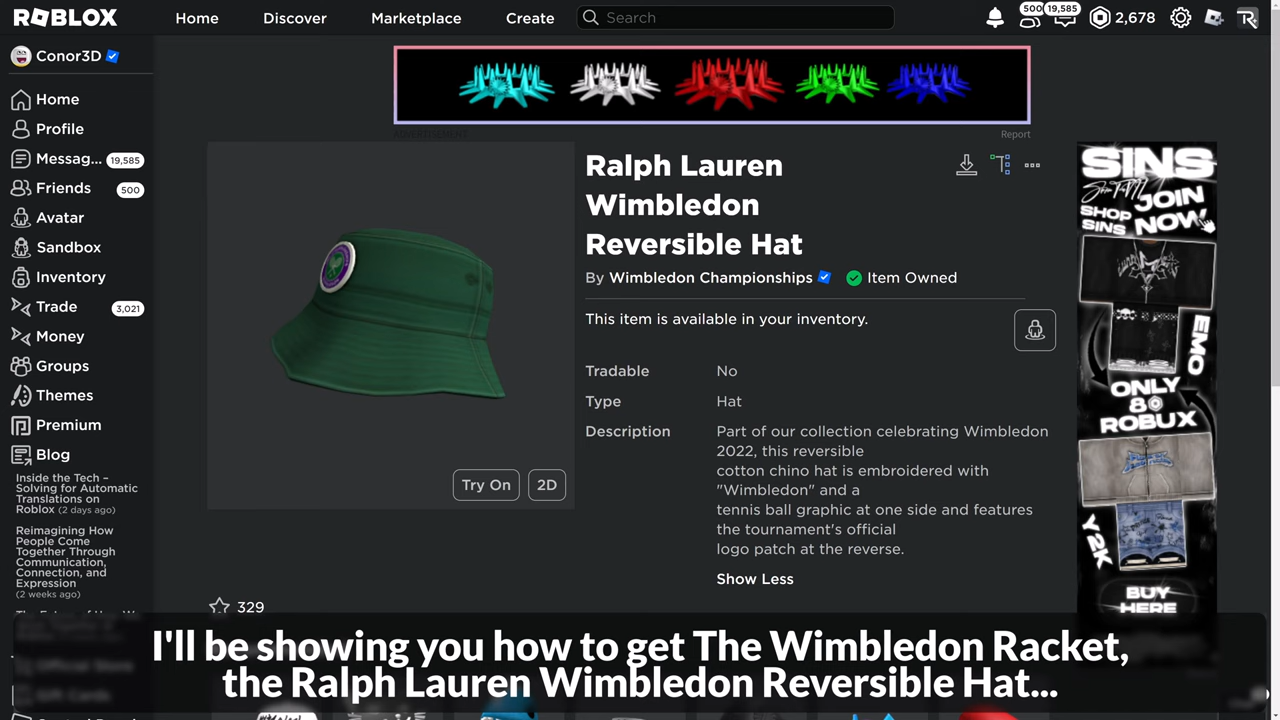 ROBLOX
Home
Discover
Marketplace
Create
Search
500
19,585
2,678
Conor3D
ADVERTISEMENT
Report
Home
Profile
Messag... 19,585
Friends 500
Avatar
Sandbox
Inventory
Trade 3,021
Money
Groups
Themes
Premium
Blog
Inside the Tech –
Solving for Automatic
Translations on
Roblox (2 days ago)
Reimagining How
People Come
Together Through
Communication,
Connection, and
Expression
(2 weeks ago)
Official Store
Gift Cards
Ralph Lauren
Wimbledon
Reversible Hat
By Wimbledon Championships
Item Owned
This item is available in your inventory.
Tradable No
Type Hat
Description Part of our collection celebrating Wimbledon
2022, this reversible
cotton chino hat is embroidered with
"Wimbledon" and a
tennis ball graphic at one side and features
the tournament's official
logo patch at the reverse.
Show Less
Try On
2D
329
SINS
JOIN
NOW
SHOP
SINS
EMO
ONLY
80
ROBUX
Y2K
BUY
HERE
I'll be showing you how to get The Wimbledon Racket,
the Ralph Lauren Wimbledon Reversible Hat...